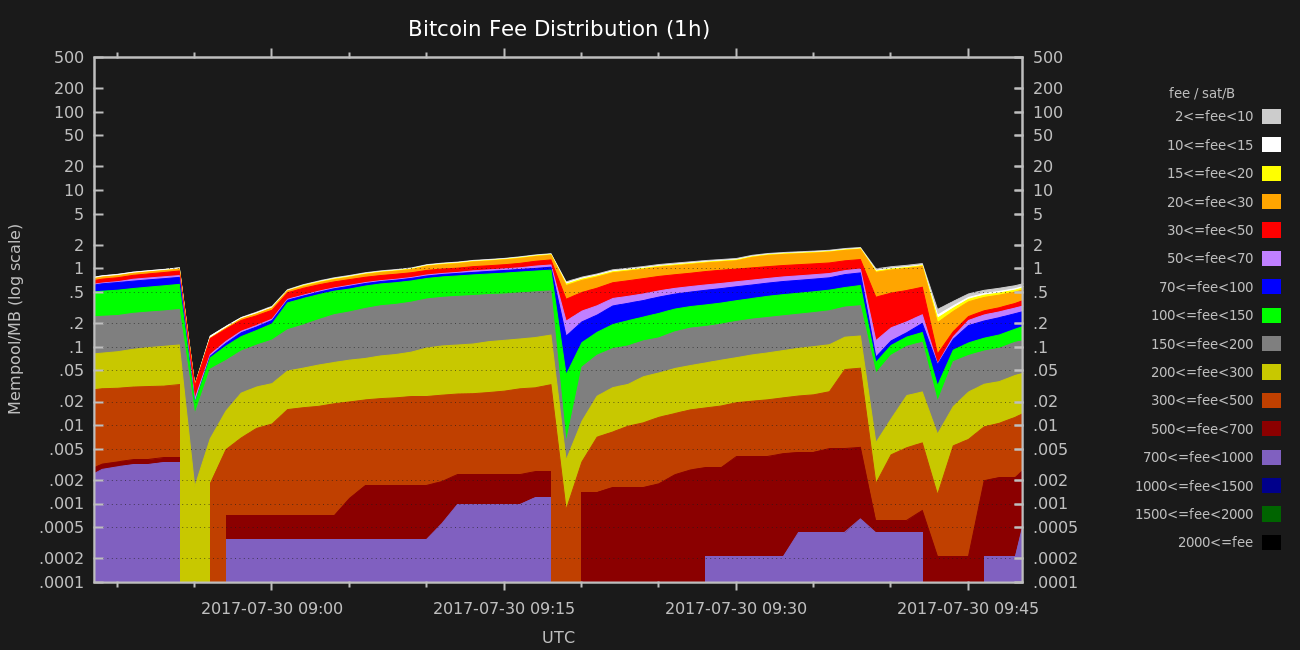 Bitcoin Fee Distribution (1h)
Mempool/MB (log scale)
500
200
100
50
20
10
5
2
1
.5
.2
.1
.05
.02
.01
.005
.002
.001
.0005
.0002
.0001
500
200
100
50
20
10
5
2
1
.5
.2
.1
.05
.02
.01
.005
.002
.001
.0005
.0002
.0001
2017-07-30 09:00
2017-07-30 09:15
2017-07-30 09:30
2017-07-30 09:45
UTC
fee / sat/B
2<=fee<10
10<=fee<15
15<=fee<20
20<=fee<30
30<=fee<50
50<=fee<70
70<=fee<100
100<=fee<150
150<=fee<200
200<=fee<300
300<=fee<500
500<=fee<700
700<=fee<1000
1000<=fee<1500
1500<=fee<2000
2000<=fee